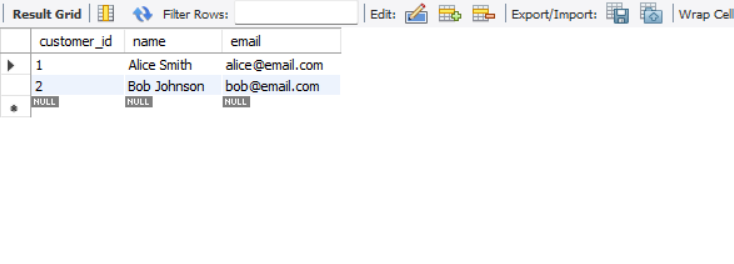 Result Grid Filter Rows: Edit: Export/Import: Wrap Cell
customer_id name email
1 Alice Smith alice@email.com
2 Bob Johnson bob@email.com
NULL NULL NULL